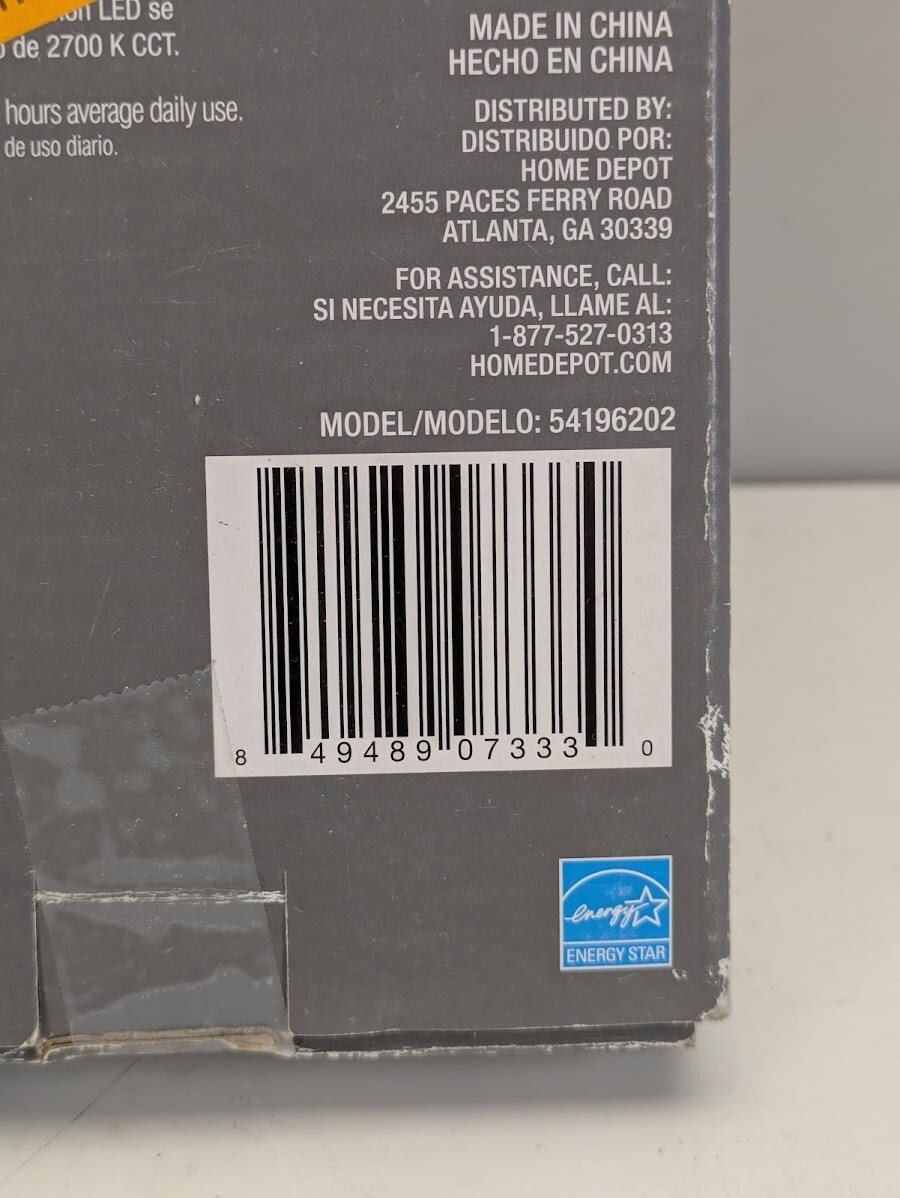 LED se
de 2700 K CCT.
hours average daily use.
de uso diario.
MADE IN CHINA
HECHO EN CHINA
DISTRIBUTED BY:
DISTRIBUIDO POR:
HOME DEPOT
2455 PACES FERRY ROAD
ATLANTA, GA 30339
FOR ASSISTANCE, CALL:
SI NECESITA AYUDA, LLAME AL:
1-877-527-0313
HOMEDEPOT.COM
MODEL/MODELO: 54196202
8 49489 07333 0
energy
ENERGY STAR